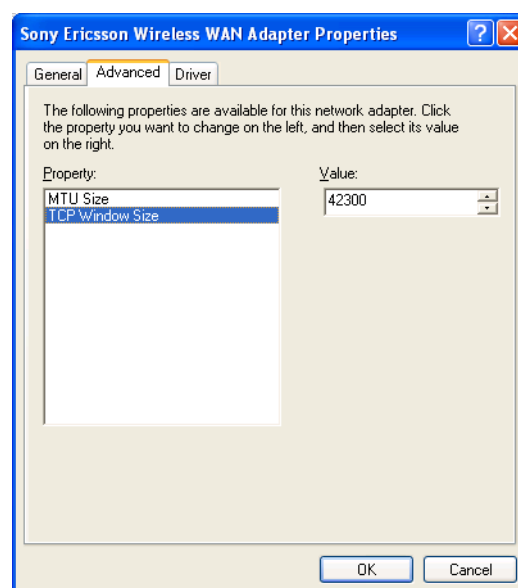 Sony Ericsson Wireless WAN Adapter Properties
General Advanced Driver
The following properties are available for this network adapter. Click
the property you want to change on the left, and then select its value
on the right.
Property: Value:
MTU Size 42300
TCP Window Size
OK Cancel